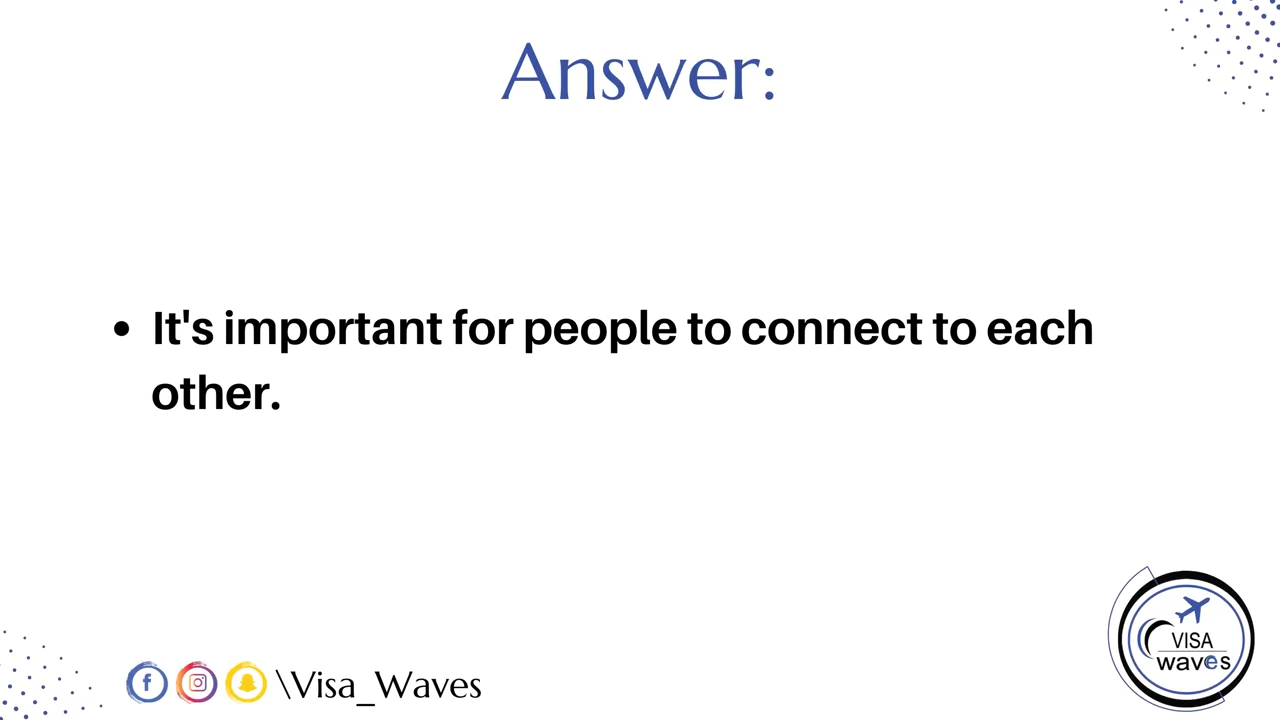 Answer:
• It's important for people to connect to each
other.
\Visa_Waves
VISA
waves